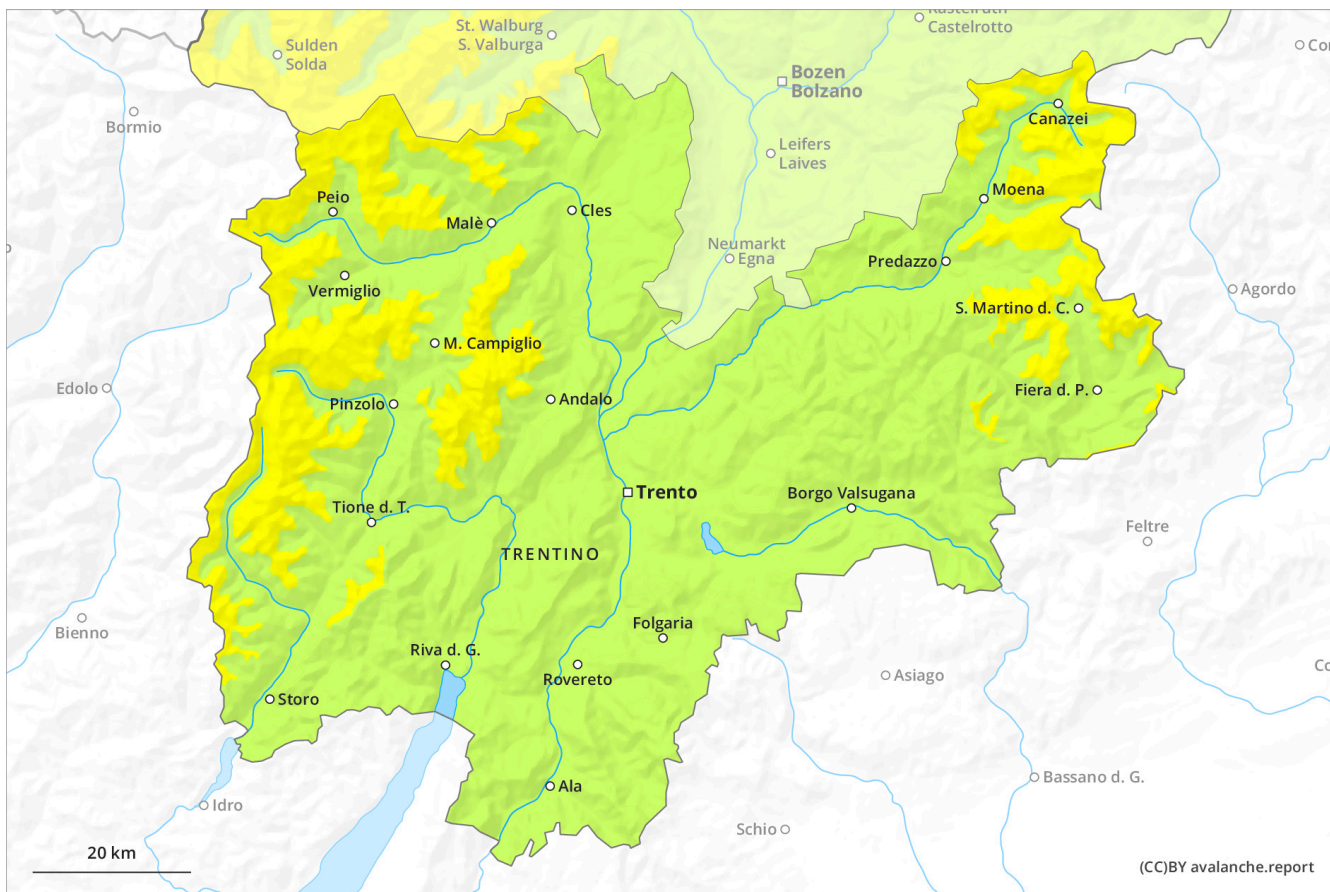 Kastelruth
Castelrotto
St. Walburg
S. Valburga
Sulden
Solda
Bozen
Bolzano
Bormio
Canazei
Leifers
Laives
Peio
Moena
Malè
Cles
Neumarkt
Egna
Predazzo
Vermiglio
Agordo
S. Martino d. C.
M. Campiglio
Edolo
Pinzolo
Andalo
Fiera d. P.
Trento
Borgo Valsugana
Tione d. T.
Feltre
TRENTINO
Bienno
Folgaria
Riva d. G.
Rovereto
Asiago
Storo
Ala
Bassano d. G.
Idro
Schio
20 km
(CC)BY avalanche.report